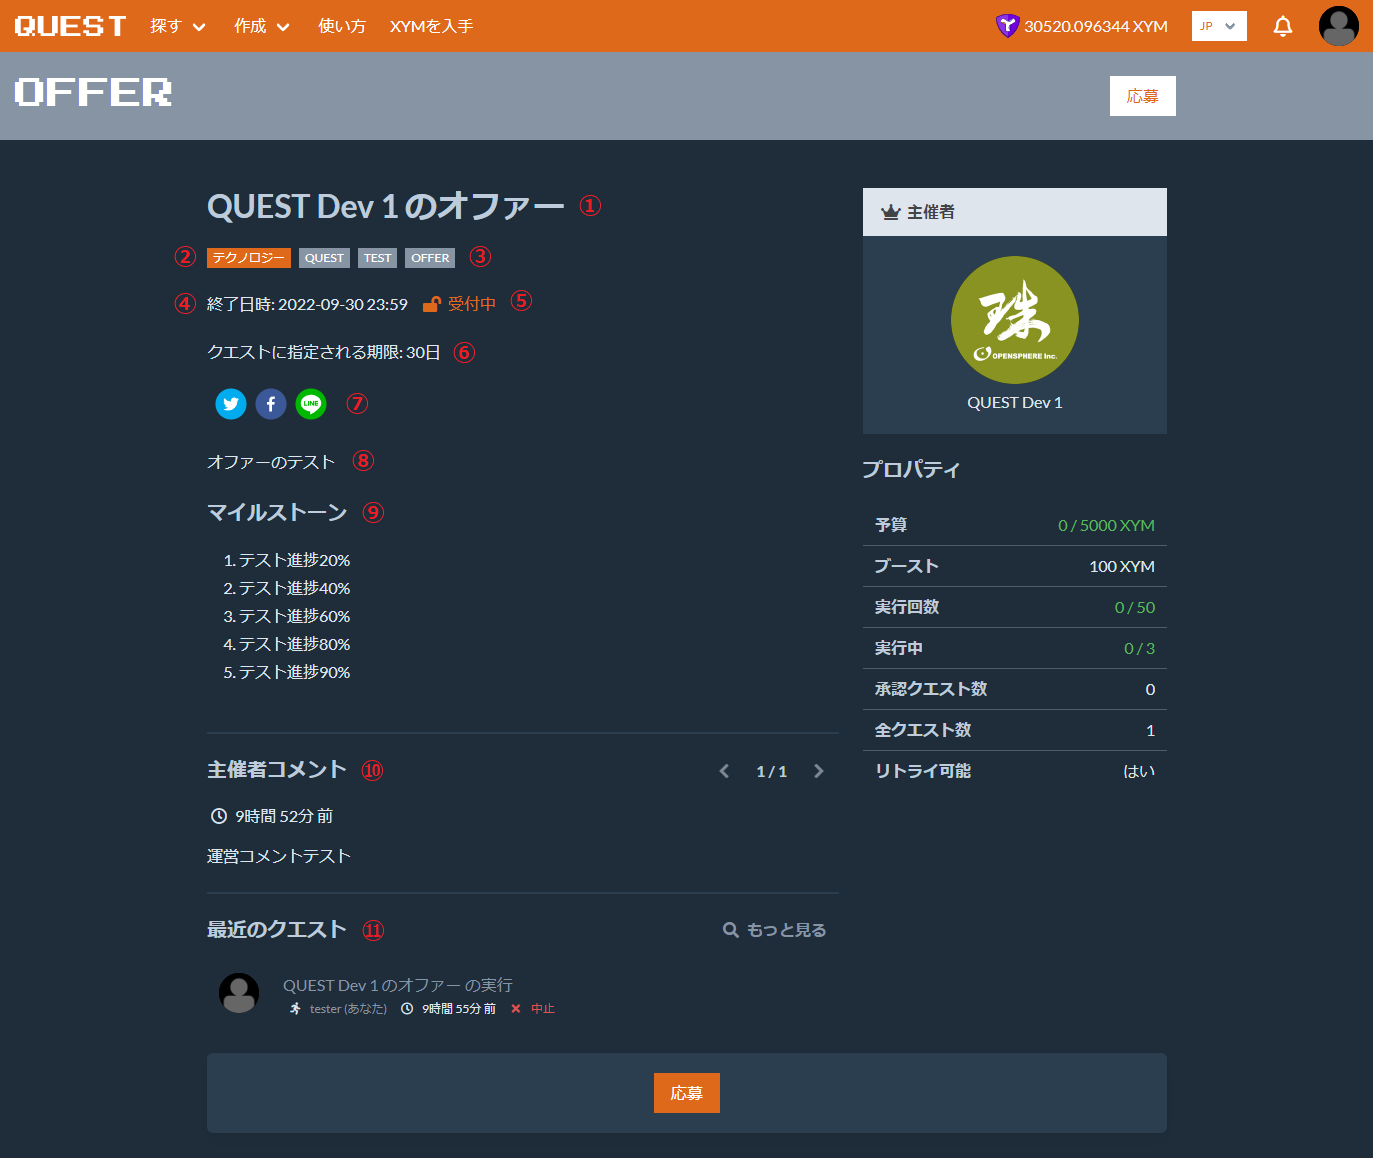 QUEST 探す 作成 使い方 XYMを入手 30520.096344 XYM JP
OFFER 応募
QUEST Dev 1 のオファー ①
② テクノロジー QUEST TEST OFFER ③
④ 終了日時: 2022-09-30 23:59 受付中 ⑤
クエストに指定される期限: 30日 ⑥
LINE ⑦
オファーのテスト ⑧
マイルストーン ⑨
1. テスト進捗20%
2. テスト進捗40%
3. テスト進捗60%
4. テスト進捗80%
5. テスト進捗90%
主催者コメント ⑩ 1 / 1
9時間 52分 前
運営コメントテスト
最近のクエスト ⑪ もっと見る
QUEST Dev 1 のオファー の実行
tester (あなた) 9時間 55分 前 中止
応募
主催者
珠
OPENSPHERE Inc.
QUEST Dev 1
プロパティ
予算 0 / 5000 XYM
ブースト 100 XYM
実行回数 0 / 50
実行中 0 / 3
承認クエスト数 0
全クエスト数 1
リトライ可能 はい